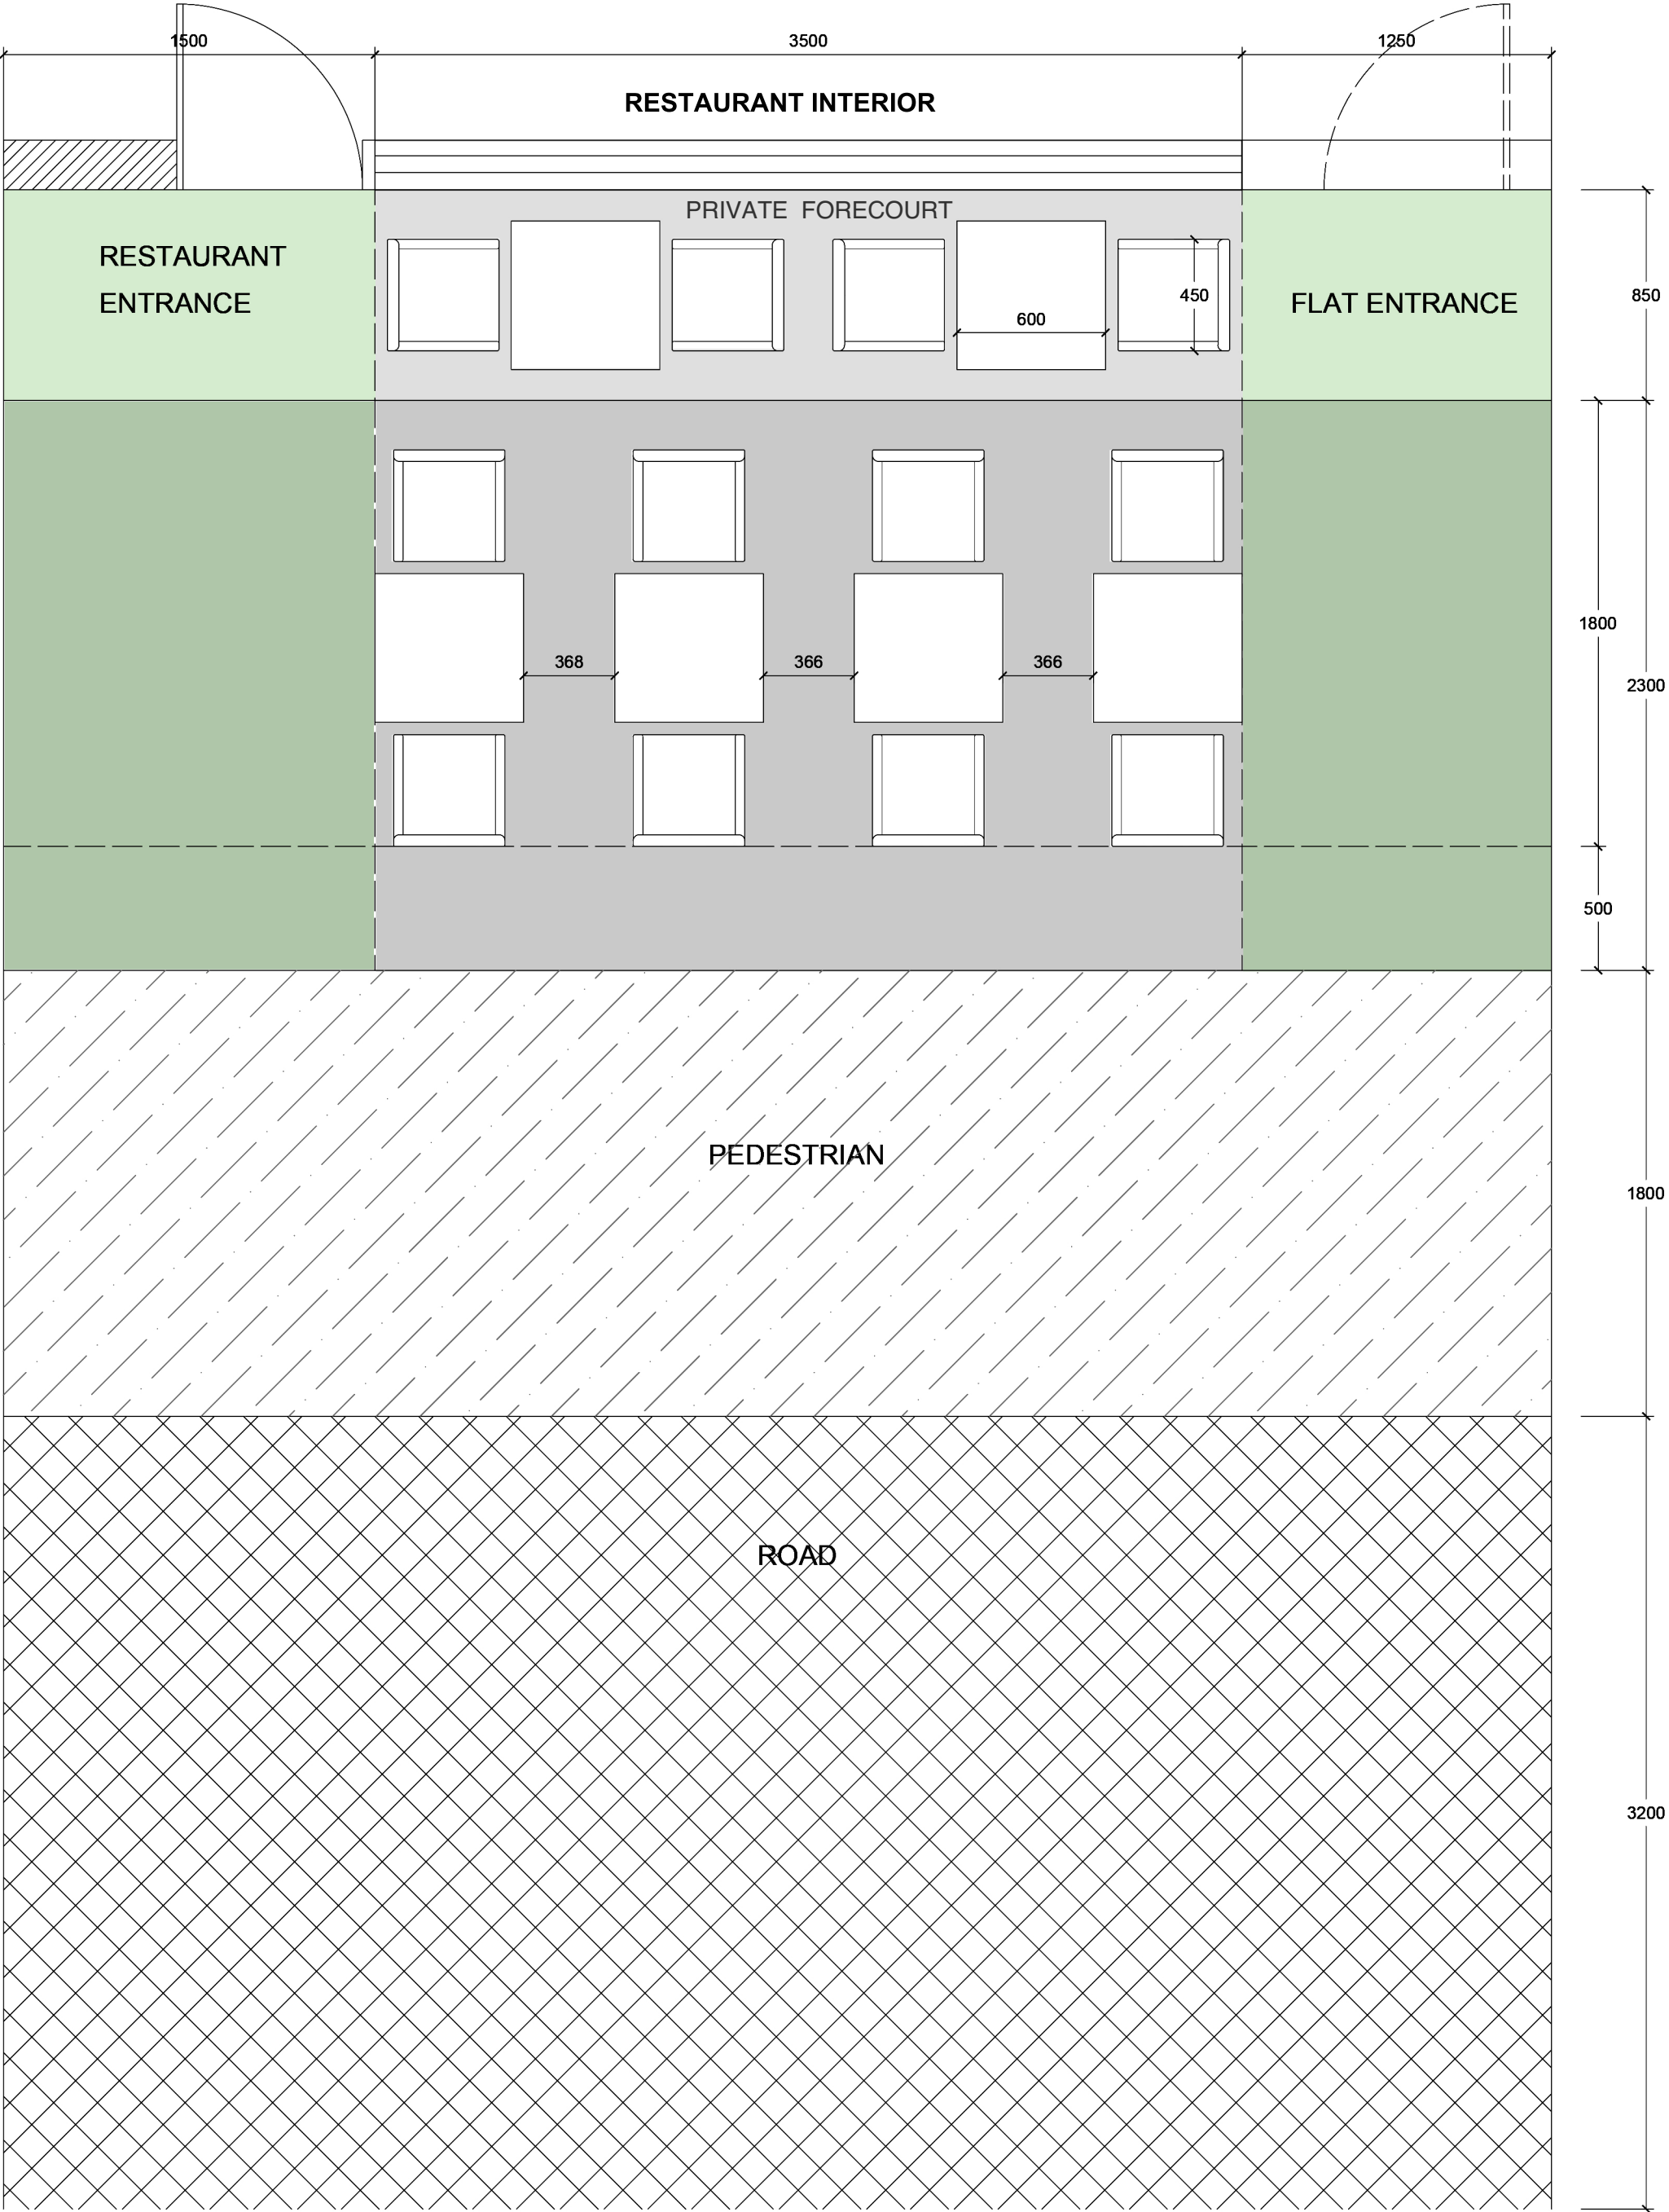 1500
3500
1250
RESTAURANT INTERIOR
PRIVATE FORECOURT
RESTAURANT
ENTRANCE
FLAT ENTRANCE
450
600
850
368
366
366
1800
2300
500
PEDESTRIAN
1800
ROAD
3200